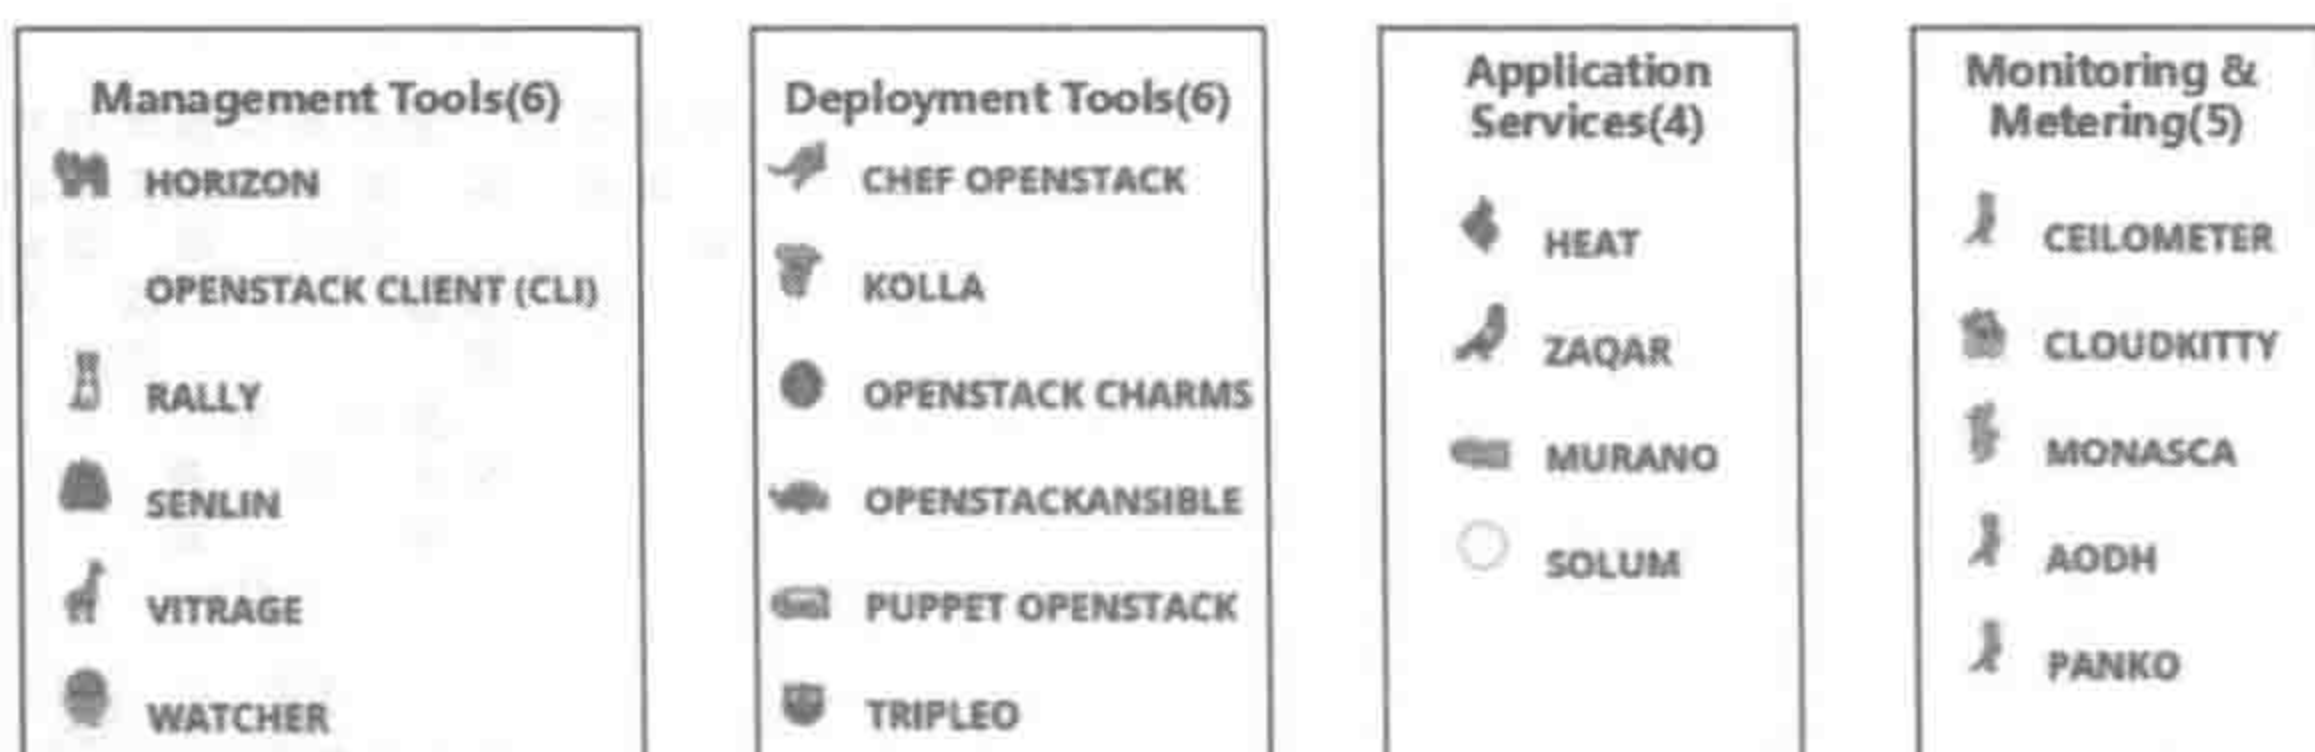 Management Tools(6)
HORIZON
OPENSTACK CLIENT (CLI)
RALLY
SENLIN
VITRAGE
WATCHER
Deployment Tools(6)
CHEF OPENSTACK
KOLLA
OPENSTACK CHARMS
OPENSTACKANSIBLE
PUPPET OPENSTACK
TRIPLEO
Application
Services(4)
HEAT
ZAQAR
MURANO
SOLUM
Monitoring &
Metering(5)
CEILOMETER
CLOUDKITTY
MONASCA
AODH
PANKO